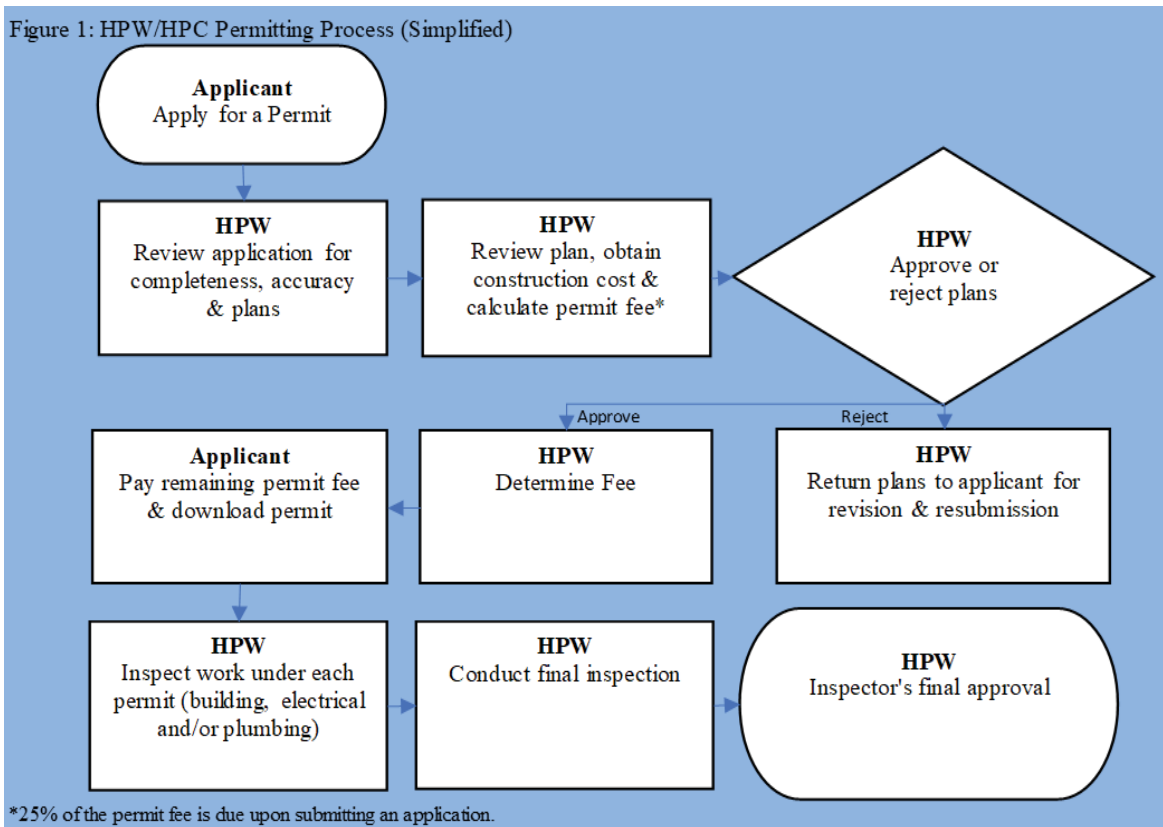 Figure 1: HPW/HPC Permitting Process (Simplified)
Applicant
Apply for a Permit
HPW
Review application for
completeness, accuracy
& plans
HPW
Review plan, obtain
construction cost &
calculate permit fee*
HPW
Approve or
reject plans
Approve
Reject
Applicant
Pay remaining permit fee
& download permit
HPW
Determine Fee
HPW
Return plans to applicant for
revision & resubmission
HPW
Inspect work under each
permit (building, electrical
and/or plumbing)
HPW
Conduct final inspection
HPW
Inspector's final approval
*25% of the permit fee is due upon submitting an application.